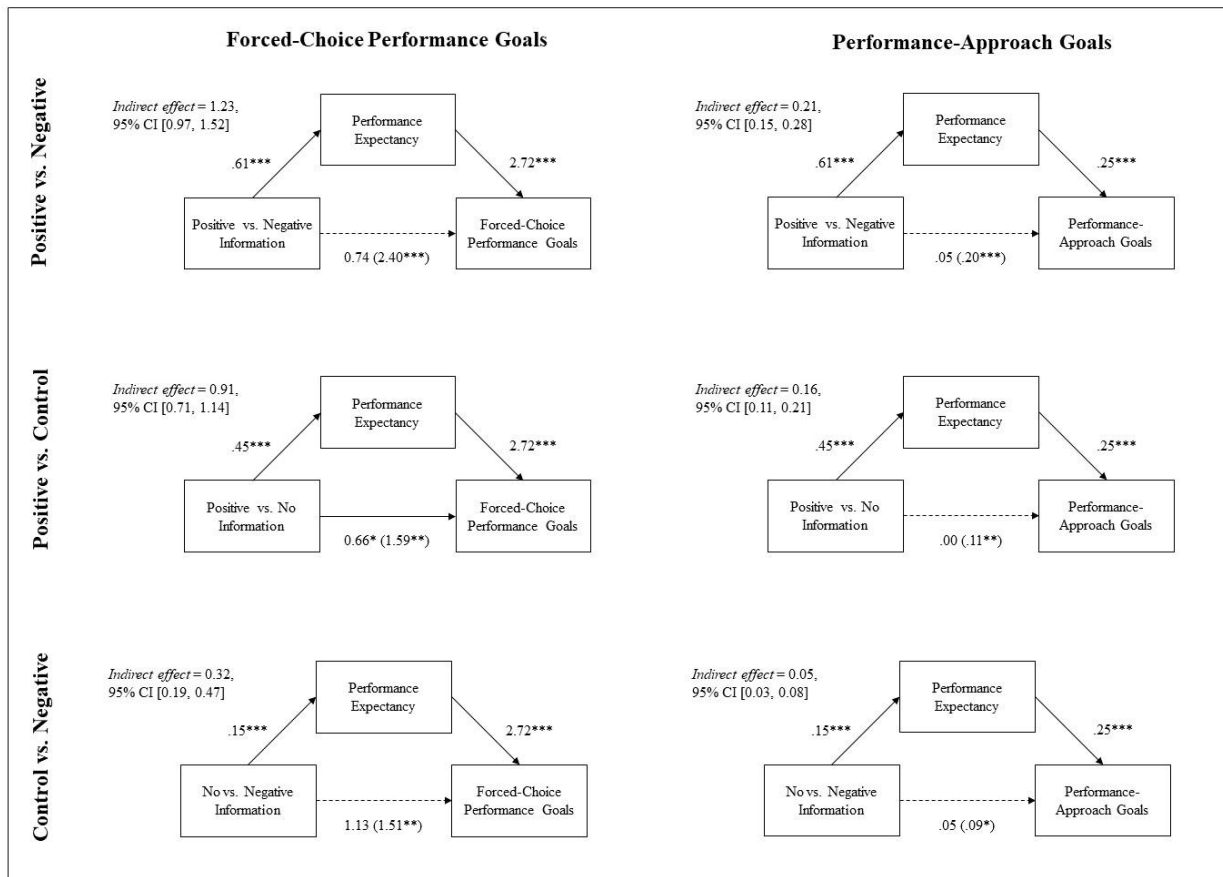 Forced-Choice Performance Goals
Performance-Approach Goals
Positive vs. Negative
Indirect effect = 1.23,
95% CI [0.97, 1.52]
Performance
Expectancy
.61***
2.72***
Positive vs. Negative
Information
Forced-Choice
Performance Goals
0.74 (2.40***)
Indirect effect = 0.21,
95% CI [0.15, 0.28]
Performance
Expectancy
.61***
.25***
Positive vs. Negative
Information
Performance-
Approach Goals
.05 (.20***)
Positive vs. Control
Indirect effect = 0.91,
95% CI [0.71, 1.14]
Performance
Expectancy
.45***
2.72***
Positive vs. No
Information
Forced-Choice
Performance Goals
0.66* (1.59**)
Indirect effect = 0.16,
95% CI [0.11, 0.21]
Performance
Expectancy
.45***
.25***
Positive vs. No
Information
Performance-
Approach Goals
.00 (.11**)
Control vs. Negative
Indirect effect = 0.32,
95% CI [0.19, 0.47]
Performance
Expectancy
.15***
2.72***
No vs. Negative
Information
Forced-Choice
Performance Goals
1.13 (1.51**)
Indirect effect = 0.05,
95% CI [0.03, 0.08]
Performance
Expectancy
.15***
.25***
No vs. Negative
Information
Performance-
Approach Goals
.05 (.09*)